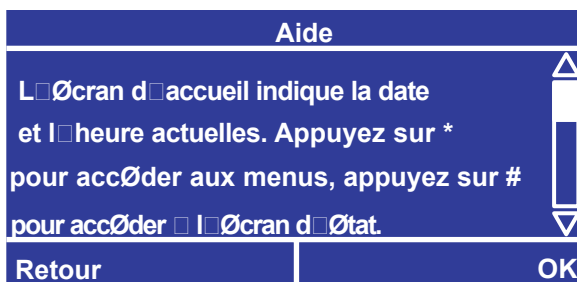 Aide
L□Øcran d□accueil indique la date
et l□heure actuelles. Appuyez sur *
pour accØder aux menus, appuyez sur #
pour accØder □ l□Øcran d□Øtat.
Retour OK